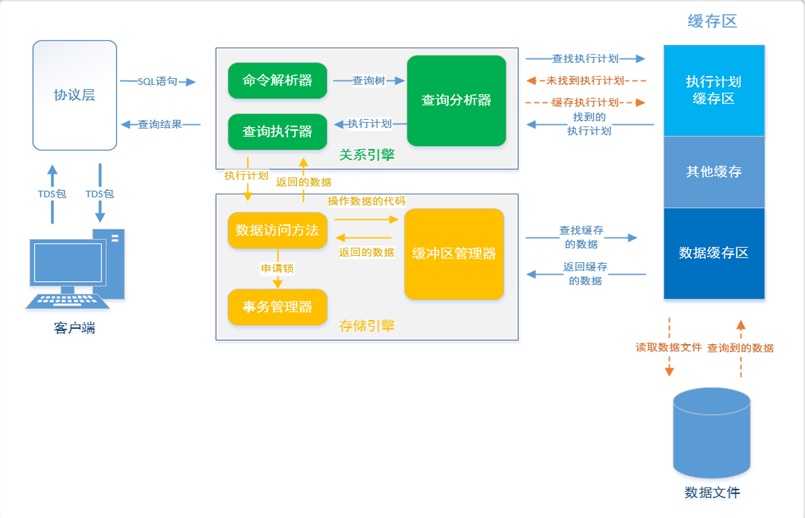 缓存区
协议层
SQL语句
查询结果
TDS包
TDS包
客户端
命令解析器
查询树
查询分析器
查询执行器
执行计划
关系引擎
查找执行计划
未找到执行计划
缓存执行计划
找到的
执行计划
执行计划
缓存区
其他缓存
数据缓存区
执行计划
返回的数据
操作数据的代码
数据访问方法
返回的数据
缓冲区管理器
申请锁
事务管理器
存储引擎
查找缓存
的数据
返回缓存
的数据
读取数据文件
查询到的数据
数据文件